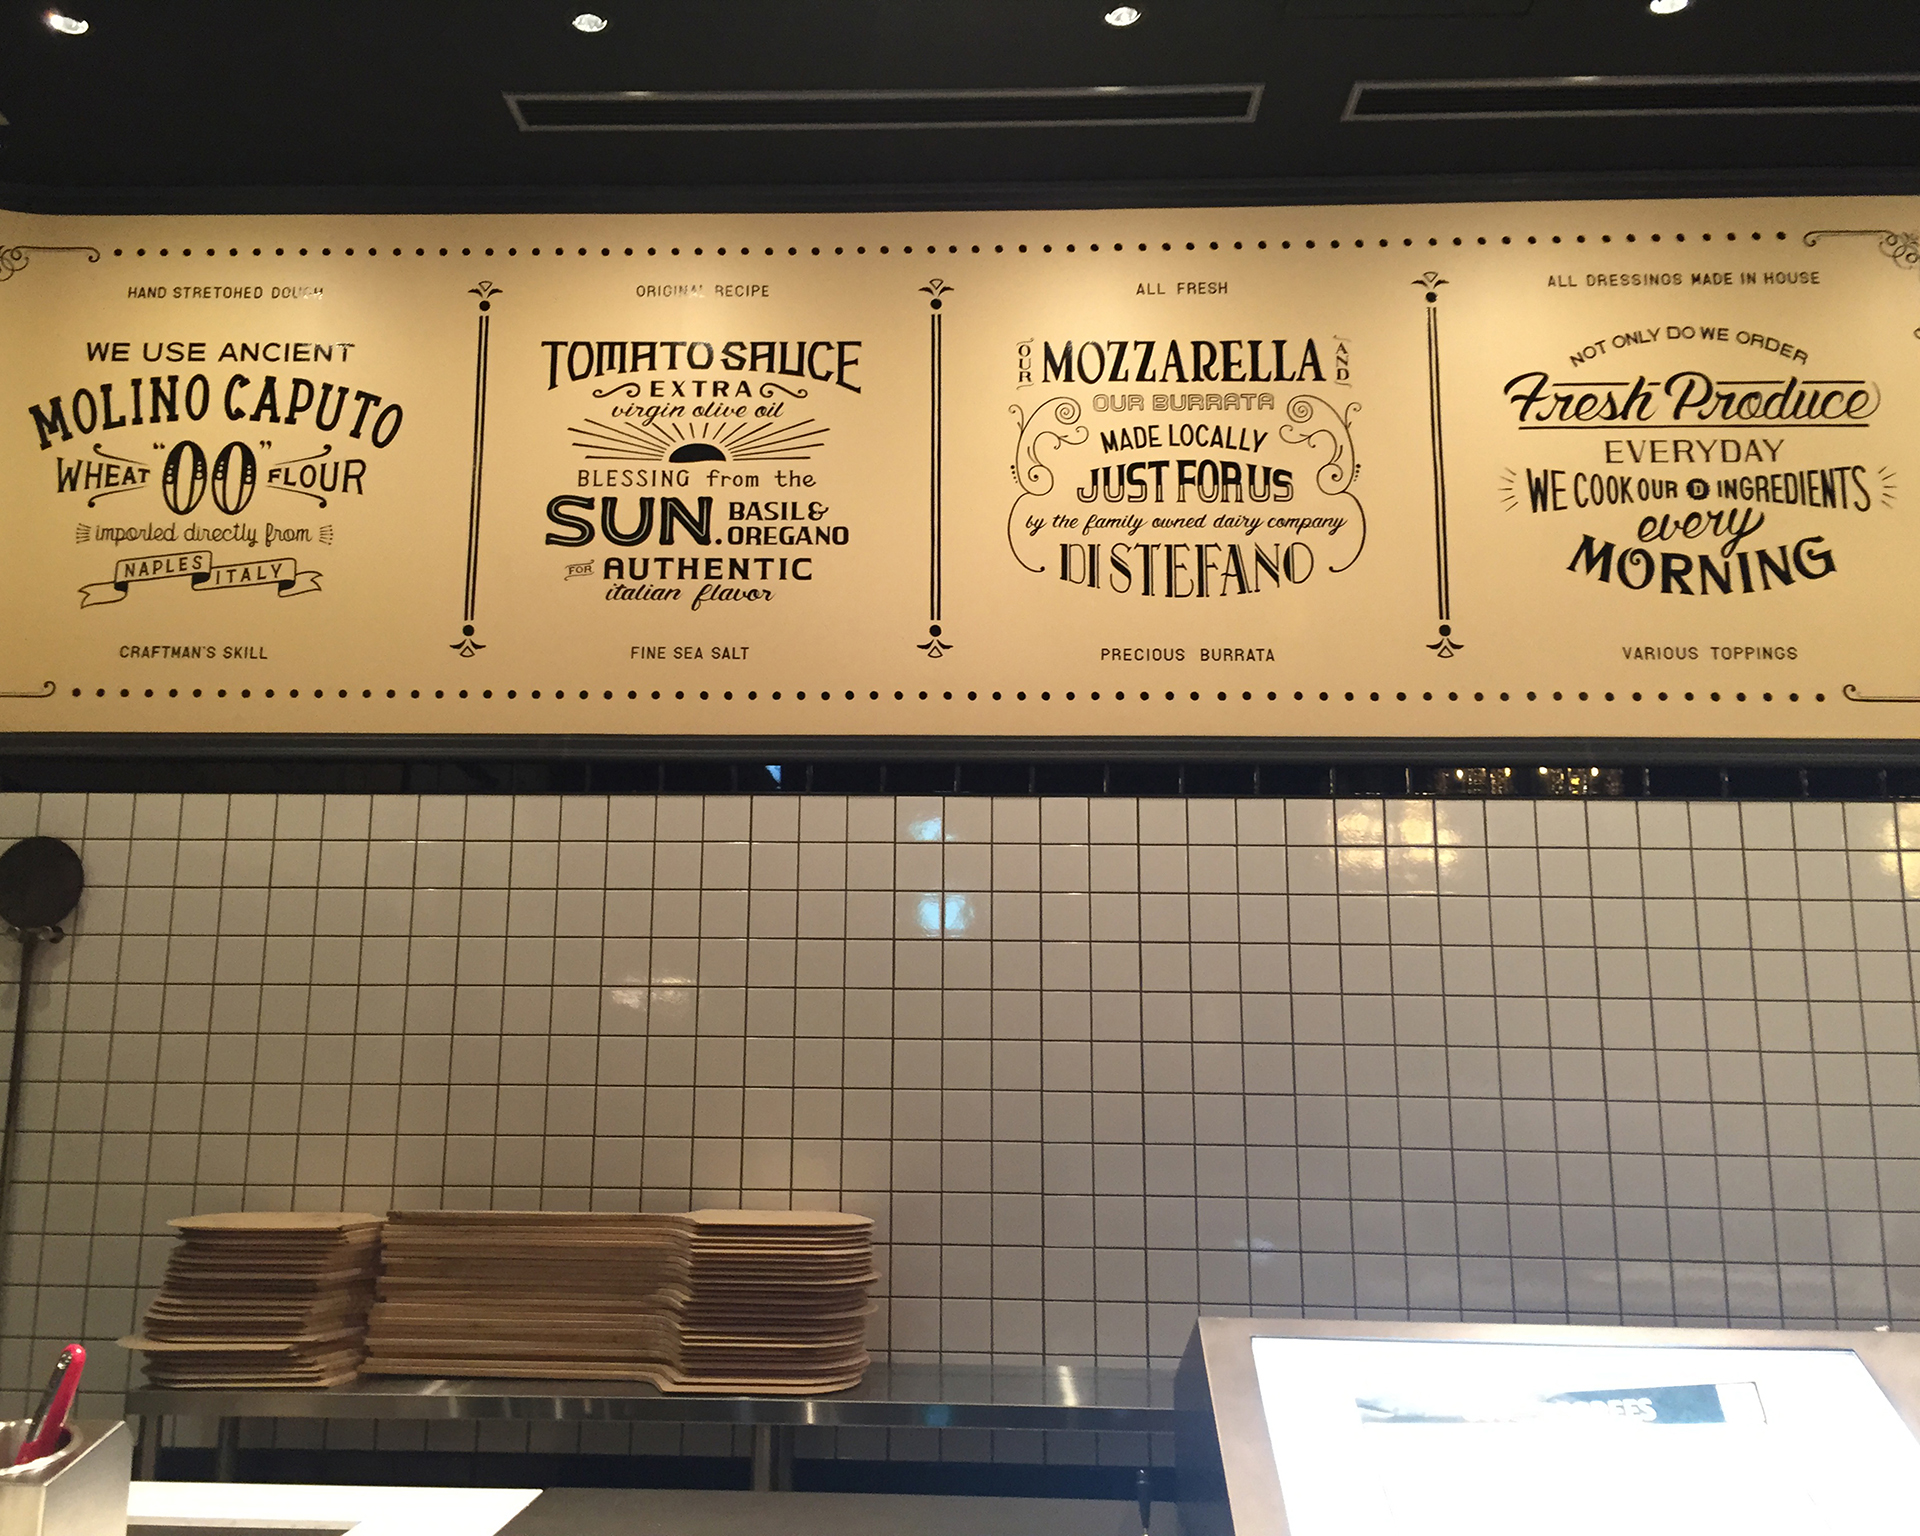 HAND STRETCHED DOUGH
WE USE ANCIENT
MOLINO CAPUTO
WHEAT "00" FLOUR
imported directly from
NAPLES ITALY
CRAFTMAN'S SKILL
ORIGINAL RECIPE
TOMATO SAUCE
EXTRA
virgin olive oil
BLESSING from the
SUN. BASIL &
OREGANO
FOR AUTHENTIC
italian flavor
FINE SEA SALT
ALL FRESH
OUR MOZZARELLA AND
OUR BURRATA
MADE LOCALLY
JUST FOR US
by the family owned dairy company
DI STEFANO
PRECIOUS BURRATA
ALL DRESSINGS MADE IN HOUSE
NOT ONLY DO WE ORDER
Fresh Produce
EVERYDAY
WE COOK OUR D INGREDIENTS
every
MORNING
VARIOUS TOPPINGS